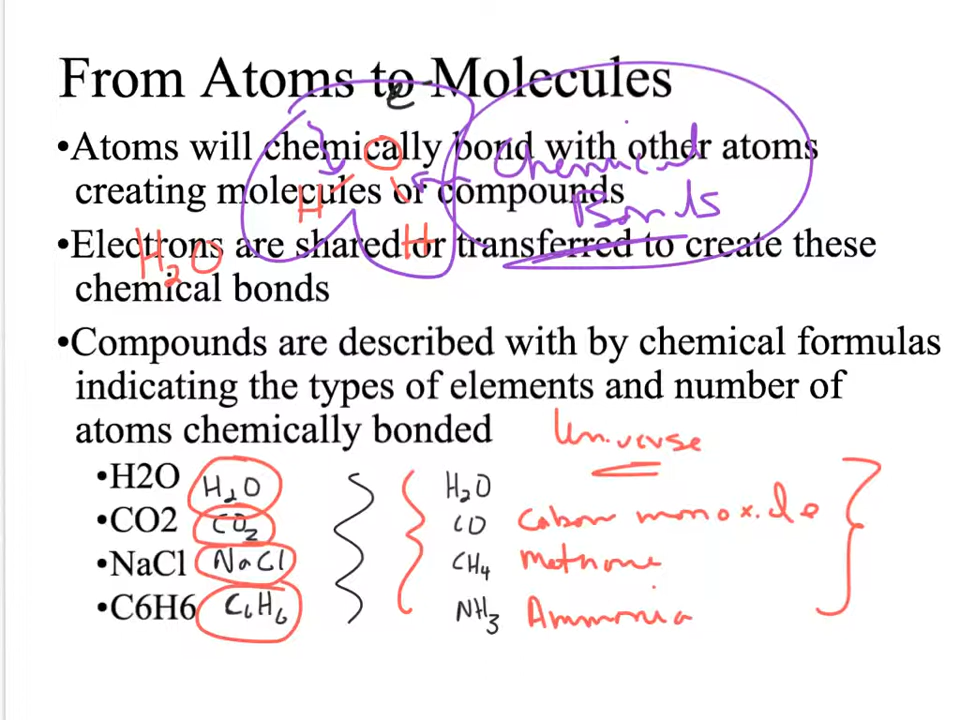 From Atoms to Molecules
e-
•Atoms will chemically bond with other atoms
creating molecules or compounds
O
H
H
Chemical
Bonds
•Electrons are shared or transferred to create these
chemical bonds
H2O
•Compounds are described with by chemical formulas
indicating the types of elements and number of
atoms chemically bonded
Universe
•H2O H2O H2O
•CO2 CO2 CO Cabon monoxide
•NaCl NaCl CH4 Methane
•C6H6 C6H6 NH3 Ammonia